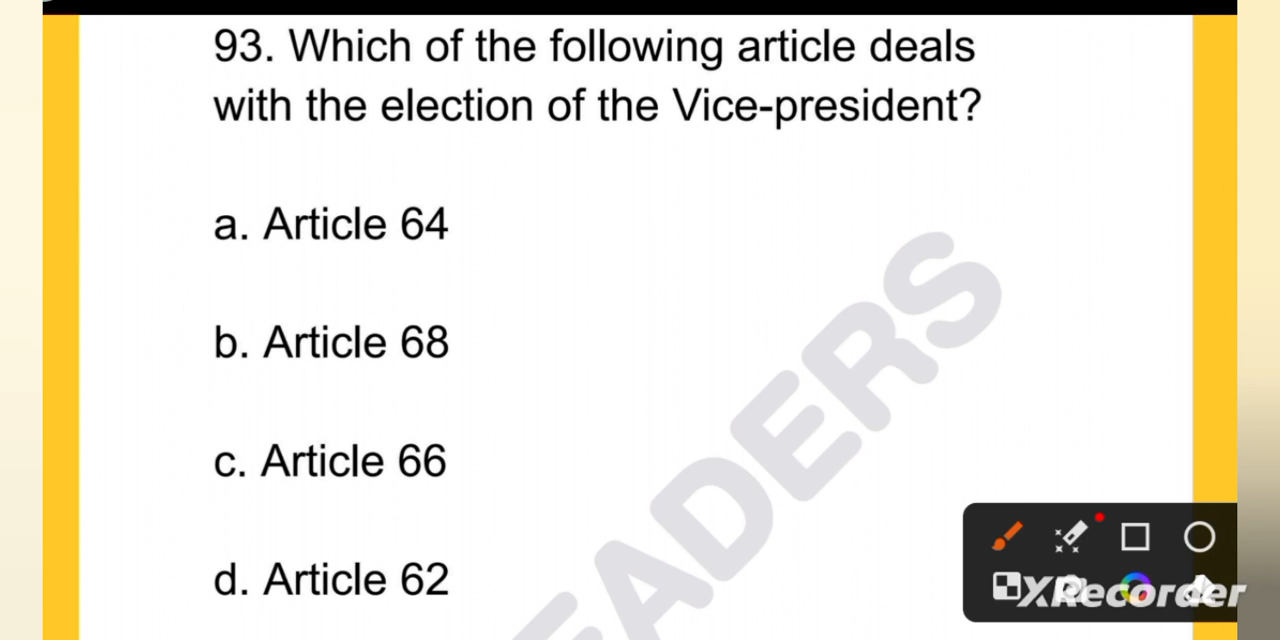 93. Which of the following article deals
with the election of the Vice-president?
a. Article 64
b. Article 68
c. Article 66
d. Article 62
EADERS
XRecorder